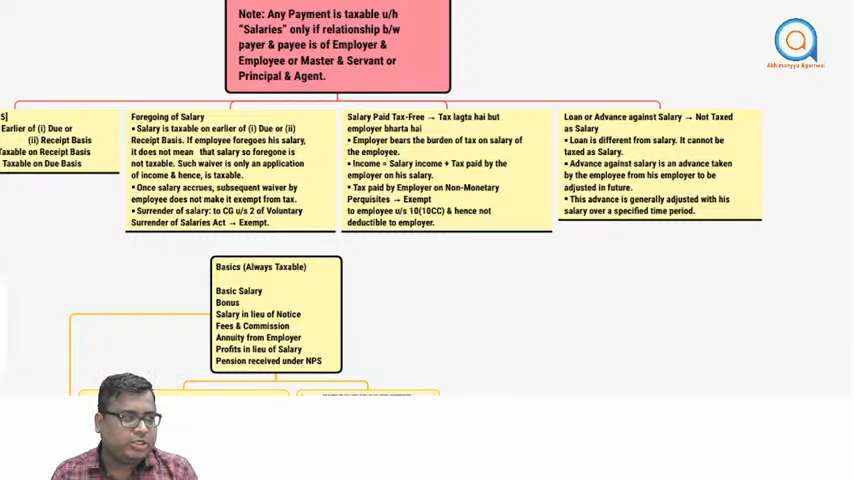 Note: Any Payment is taxable u/h
"Salaries" only if relationship b/w
payer & payee is of Employer &
Employee or Master & Servant or
Principal & Agent.
Abhimanyyu Agarrwal
5]
Earlier of (i) Due or
(ii) Receipt Basis
Taxable on Receipt Basis
Taxable on Due Basis
Foregoing of Salary
▪ Salary is taxable on earlier of (i) Due or (ii)
Receipt Basis. If employee foregoes his salary,
it does not mean that salary so foregone is
not taxable. Such waiver is only an application
of income & hence, is taxable.
▪ Once salary accrues, subsequent waiver by
employee does not make it exempt from tax.
▪ Surrender of salary: to CG u/s 2 of Voluntary
Surrender of Salaries Act → Exempt.
Salary Paid Tax-Free → Tax lagta hai but
employer bharta hai
▪ Employer bears the burden of tax on salary of
the employee.
▪ Income = Salary income + Tax paid by the
employer on his salary.
▪ Tax paid by Employer on Non-Monetary
Perquisites → Exempt
to employee u/s 10(10CC) & hence not
deductible to employer.
Loan or Advance against Salary → Not Taxed
as Salary
▪ Loan is different from salary. It cannot be
taxed as Salary.
▪ Advance against salary is an advance taken
by the employee from his employer to be
adjusted in future.
▪ This advance is generally adjusted with his
salary over a specified time period.
Basics (Always Taxable)
Basic Salary
Bonus
Salary in lieu of Notice
Fees & Commission
Annuity from Employer
Profits in lieu of Salary
Pension received under NPS